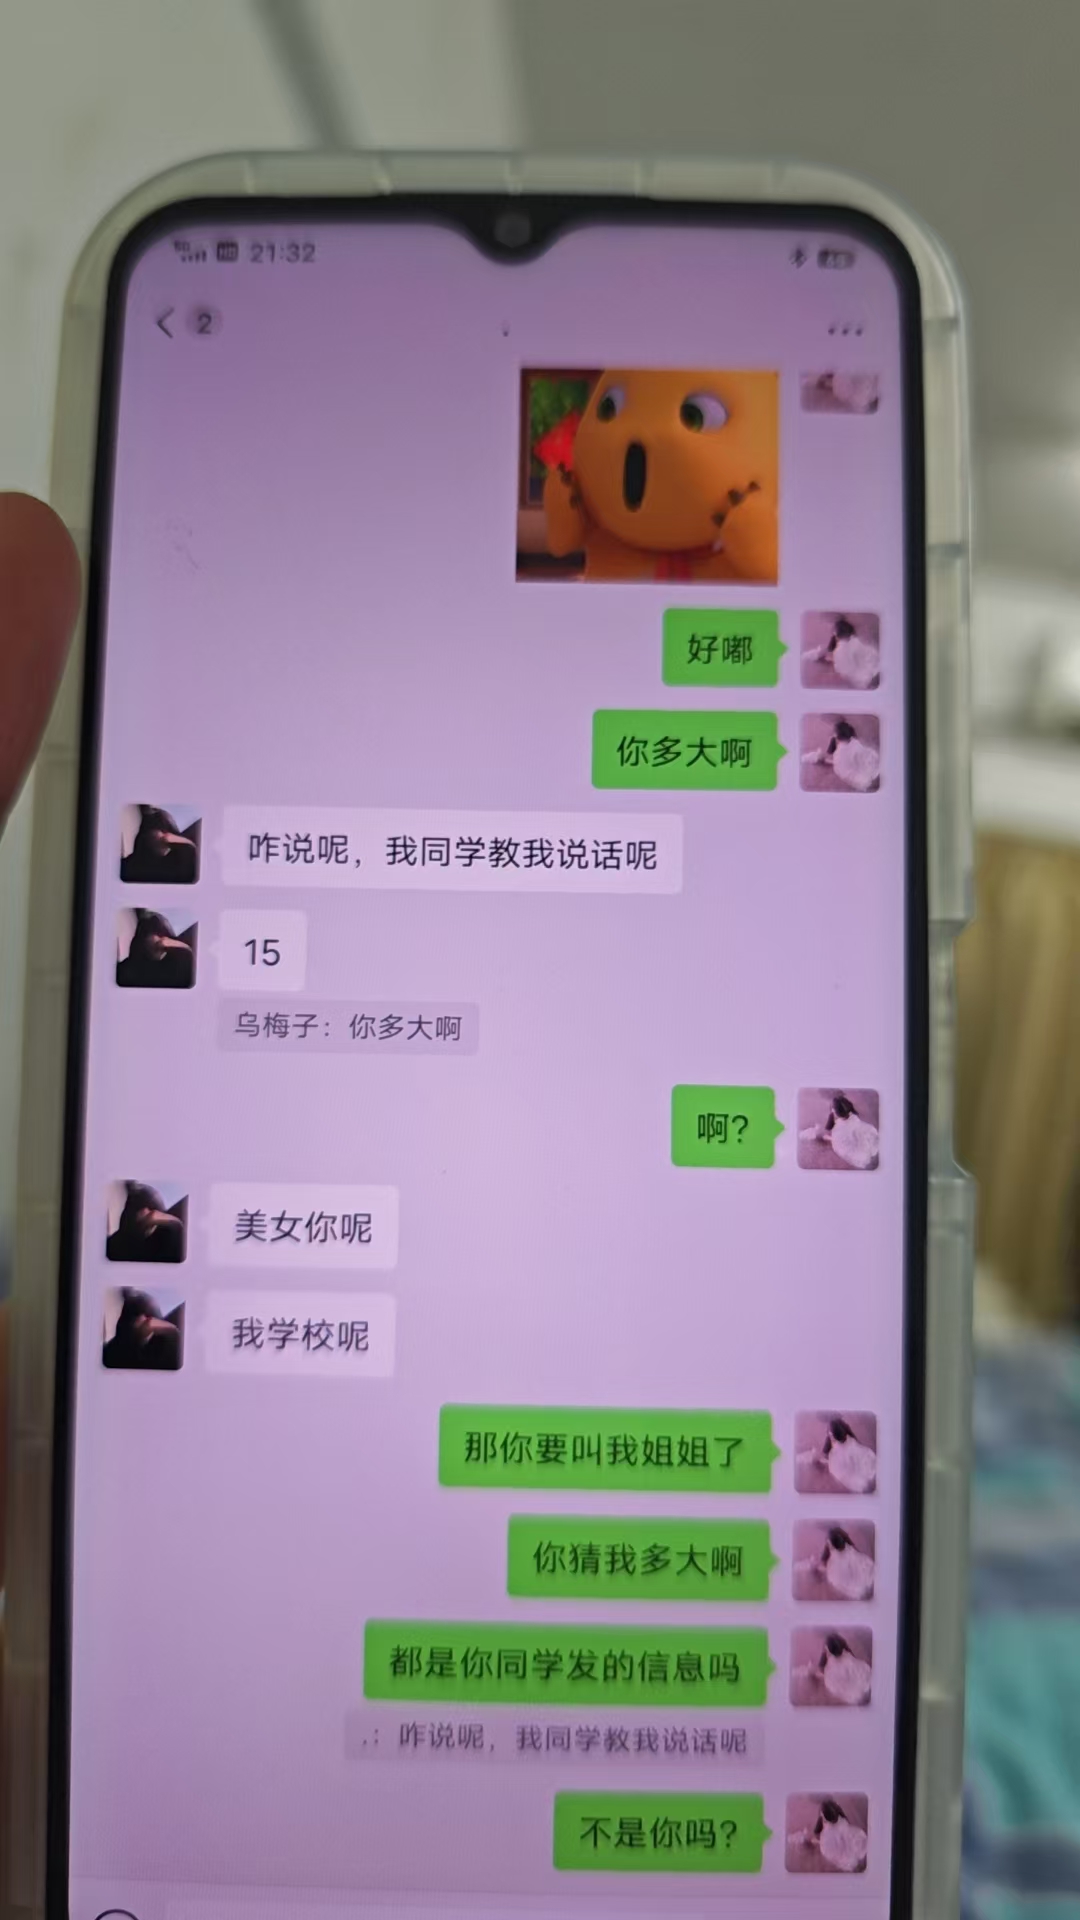 21:32
2
好嘟
你多大啊
咋说呢，我同学教我说话呢
15
乌梅子：你多大啊
啊?
美女你呢
我学校呢
那你要叫我姐姐了
你猜我多大啊
都是你同学发的信息吗
.：咋说呢，我同学教我说话呢
不是你吗?